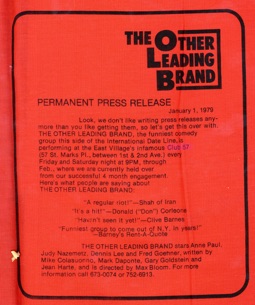 THE OTHER
LEADING
BRAND
PERMANENT PRESS RELEASE
January 1, 1979
Look, we don't like writing press releases any-
more than you like getting them, so let's get this over with.
THE OTHER LEADING BRAND, the funniest comedy
group this side of the International Date Line, is
performing at the East Village's infamous Club 57
(57 St. Marks Pl., between 1st & 2nd Ave.) every
Friday and Saturday night at 9PM, through
Feb., where we are currently held over
from our successful 4 month engagement.
Here's what people are saying about
THE OTHER LEADING BRAND:
"A regular riot!"—Shah of Iran
"It's a hit!"—Donald ("Don") Corleone
"Havn't seen it yet!"—Clive Barnes
"Funniest group to come out of N.Y. in years!"
—Barney's Rent-A-Quote
THE OTHER LEADING BRAND stars Anne Paul,
Judy Nazemetz, Dennis Lee and Fred Goehner, written by
Mike Colasuonno, Mark Daponte, Gary Goldstein and
Jean Harte, and is directed by Max Bloom. For more
information call 673-0074 or 752-6913.